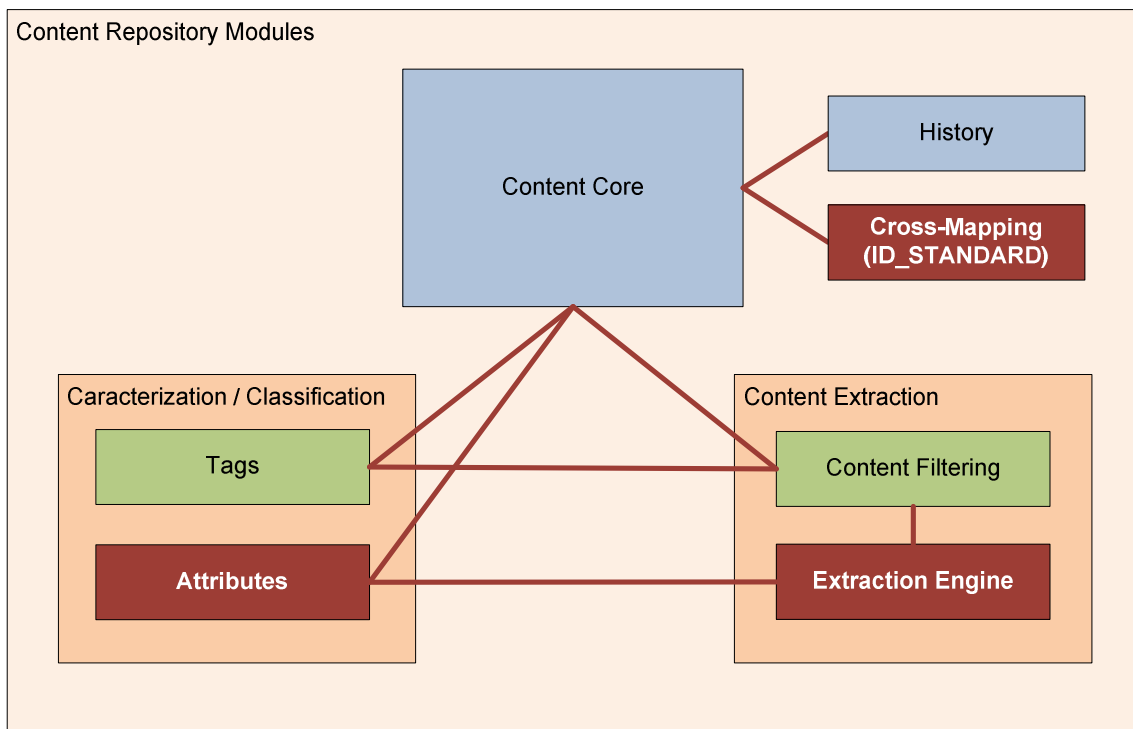 Content Repository Modules
Content Core
History
Cross-Mapping
(ID_STANDARD)
Caracterization / Classification
Tags
Attributes
Content Extraction
Content Filtering
Extraction Engine